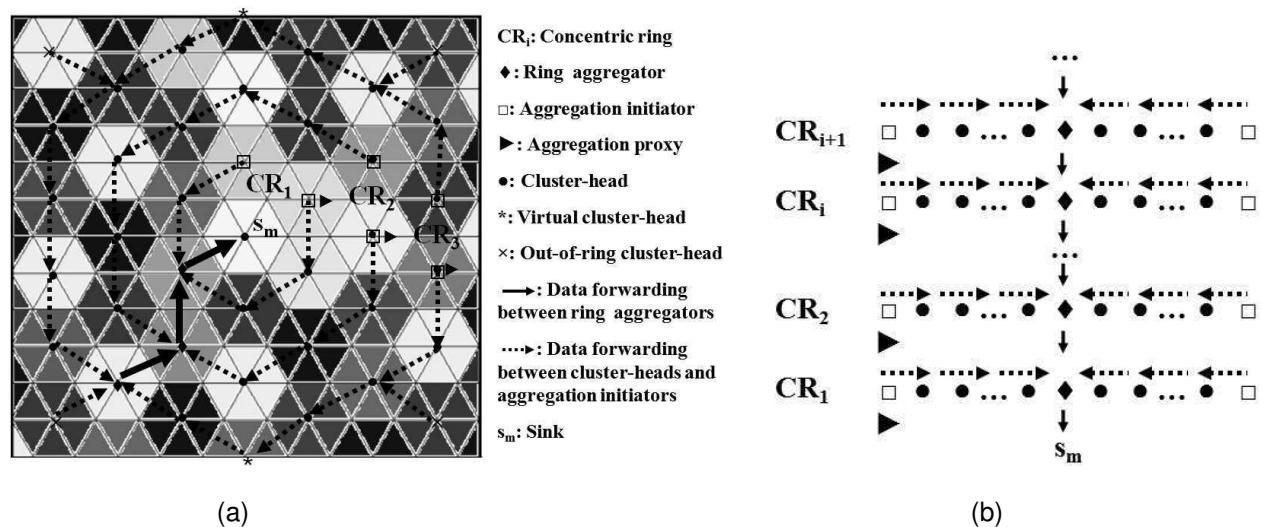 CR₁
CR₂
sₘ
CR₃
CRᵢ: Concentric ring
♦: Ring aggregator
□: Aggregation initiator
►: Aggregation proxy
●: Cluster-head
*: Virtual cluster-head
×: Out-of-ring cluster-head
→: Data forwarding
between ring aggregators
┈►: Data forwarding
between cluster-heads and
aggregation initiators
sₘ: Sink
...
CRᵢ₊₁ ... ...
CRᵢ ... ...
...
CR₂ ... ...
CR₁ ... ...
sₘ
(a)
(b)